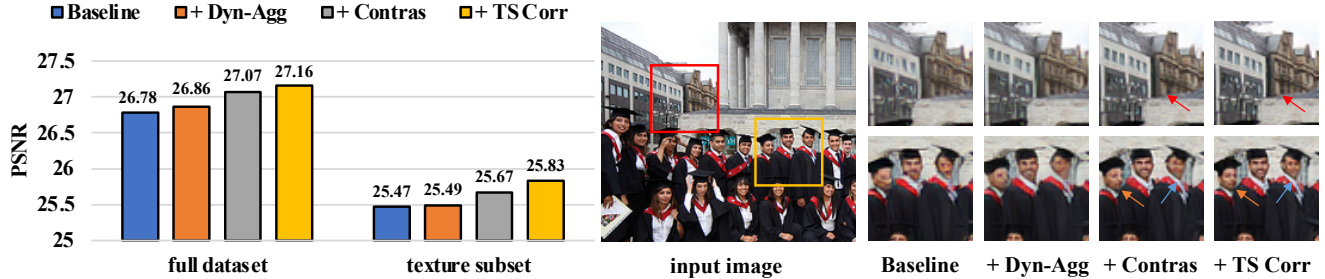 Baseline + Dyn-Agg + Contras + TS Corr
PSNR
27.5
27
26.5
26
25.5
25
26.78 26.86 27.07 27.16
25.47 25.49 25.67 25.83
full dataset texture subset input image Baseline + Dyn-Agg + Contras + TS Corr